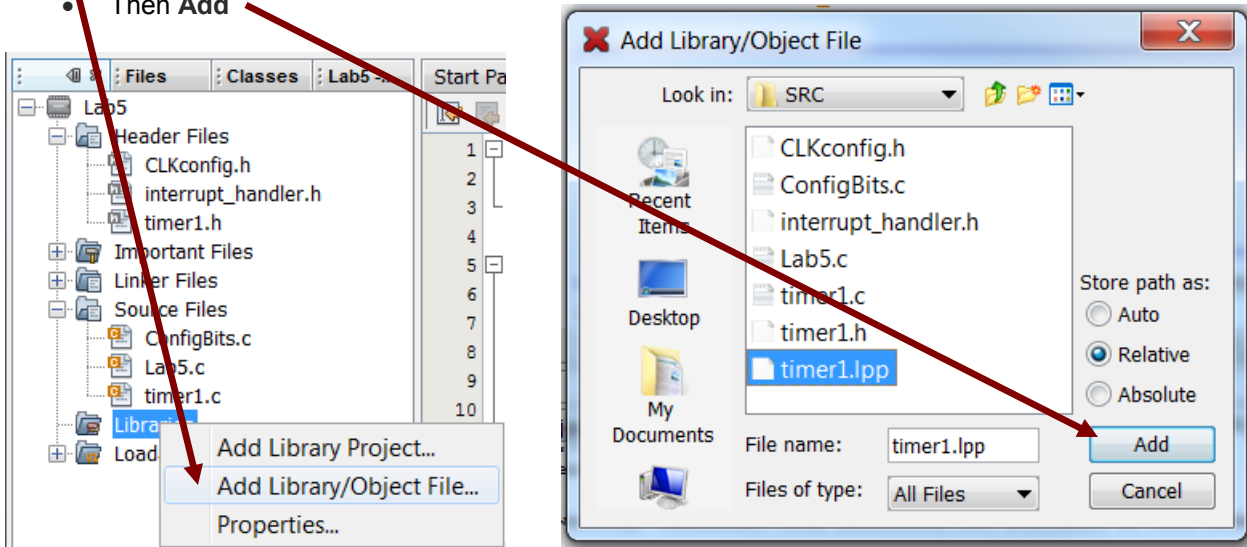 • Then Add
Files
Classes
Lab5 -...
Start Pa
Lab5
Header Files
CLKconfig.h
interrupt_handler.h
timer1.h
Important Files
Linker Files
Source Files
ConfigBits.c
Lab5.c
timer1.c
Load
1
2
3
4
5
6
7
8
9
10
Add Library Project...
Add Library/Object File...
Properties...
Add Library/Object File
Look in:
SRC
Recent
Items
Desktop
My
Documents
CLKconfig.h
ConfigBits.c
interrupt_handler.h
Lab5.c
timer1.c
timer1.h
timer1.lpp
Store path as:
Auto
Relative
Absolute
File name:
timer1.lpp
Add
Files of type:
All Files
Cancel